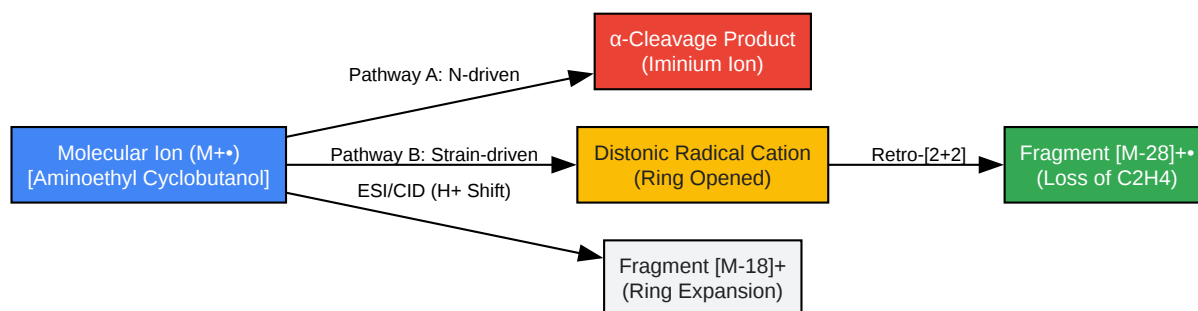 α-Cleavage Product
(Iminium Ion)
Pathway A: N-driven
Molecular Ion (M+•)
[Aminoethyl Cyclobutanol]
Pathway B: Strain-driven
Distonic Radical Cation
(Ring Opened)
Retro-[2+2]
Fragment [M-28]+•
(Loss of C2H4)
ESI/CID (H+ Shift)
Fragment [M-18]+
(Ring Expansion)